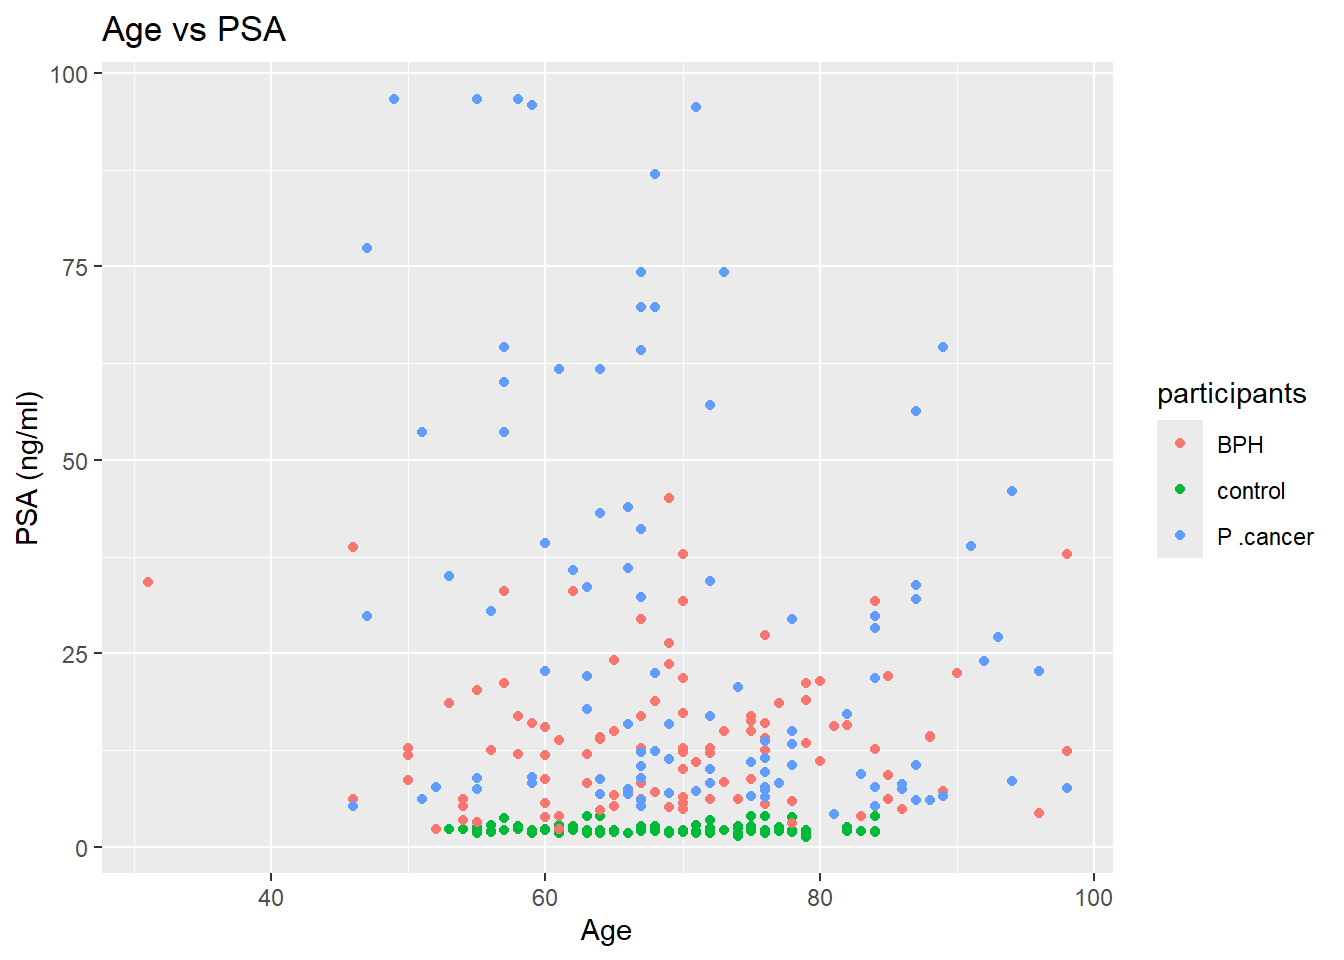 Age vs PSA
100
75
50
25
0
PSA (ng/ml)
40
60
80
100
Age
participants
BPH
control
P .cancer